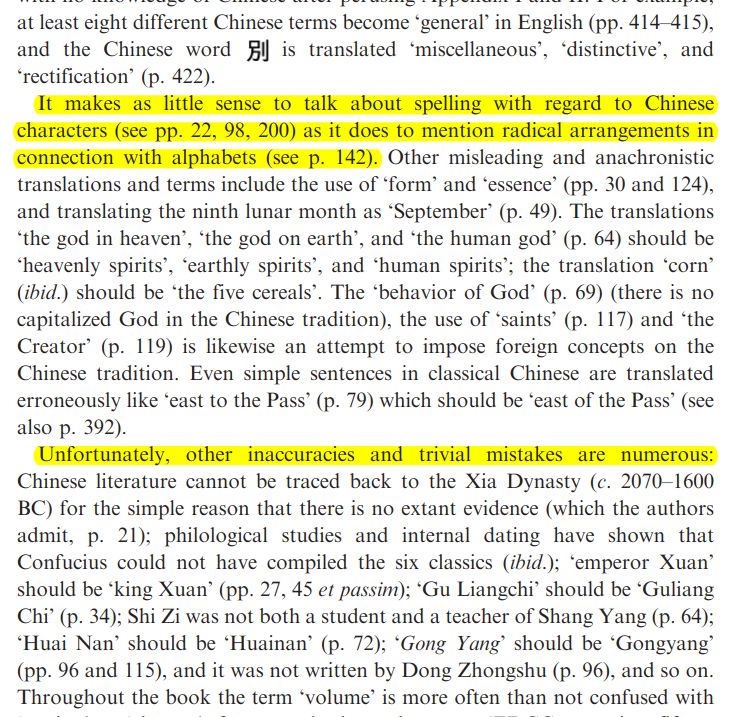 at least eight different Chinese terms become ‘general’ in English (pp. 414–415),
and the Chinese word 別 is translated ‘miscellaneous’, ‘distinctive’, and
‘rectification’ (p. 422).
It makes as little sense to talk about spelling with regard to Chinese
characters (see pp. 22, 98, 200) as it does to mention radical arrangements in
connection with alphabets (see p. 142). Other misleading and anachronistic
translations and terms include the use of ‘form’ and ‘essence’ (pp. 30 and 124),
and translating the ninth lunar month as ‘September’ (p. 49). The translations
‘the god in heaven’, ‘the god on earth’, and ‘the human god’ (p. 64) should be
‘heavenly spirits’, ‘earthly spirits’, and ‘human spirits’; the translation ‘corn’
(ibid.) should be ‘the five cereals’. The ‘behavior of God’ (p. 69) (there is no
capitalized God in the Chinese tradition), the use of ‘saints’ (p. 117) and ‘the
Creator’ (p. 119) is likewise an attempt to impose foreign concepts on the
Chinese tradition. Even simple sentences in classical Chinese are translated
erroneously like ‘east to the Pass’ (p. 79) which should be ‘east of the Pass’ (see
also p. 392).
Unfortunately, other inaccuracies and trivial mistakes are numerous:
Chinese literature cannot be traced back to the Xia Dynasty (c. 2070–1600
BC) for the simple reason that there is no extant evidence (which the authors
admit, p. 21); philological studies and internal dating have shown that
Confucius could not have compiled the six classics (ibid.); ‘emperor Xuan’
should be ‘king Xuan’ (pp. 27, 45 et passim); ‘Gu Liangchi’ should be ‘Guliang
Chi’ (p. 34); Shi Zi was not both a student and a teacher of Shang Yang (p. 64);
‘Huai Nan’ should be ‘Huainan’ (p. 72); ‘Gong Yang’ should be ‘Gongyang’
(pp. 96 and 115), and it was not written by Dong Zhongshu (p. 96), and so on.
Throughout the book the term ‘volume’ is more often than not confused with